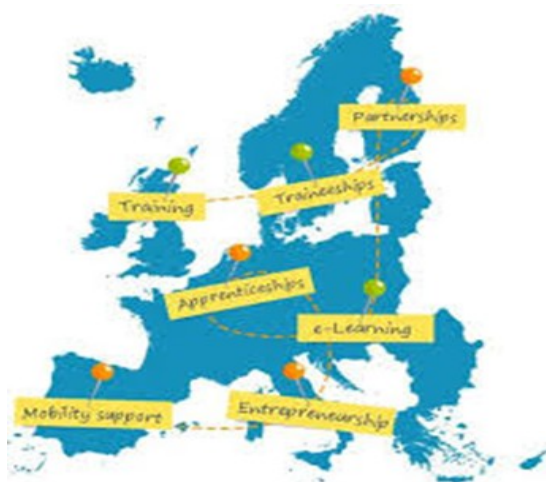 Partnerships
Traineeships
Training
Apprenticeships
e-Learning
Mobility support
Entrepreneurship